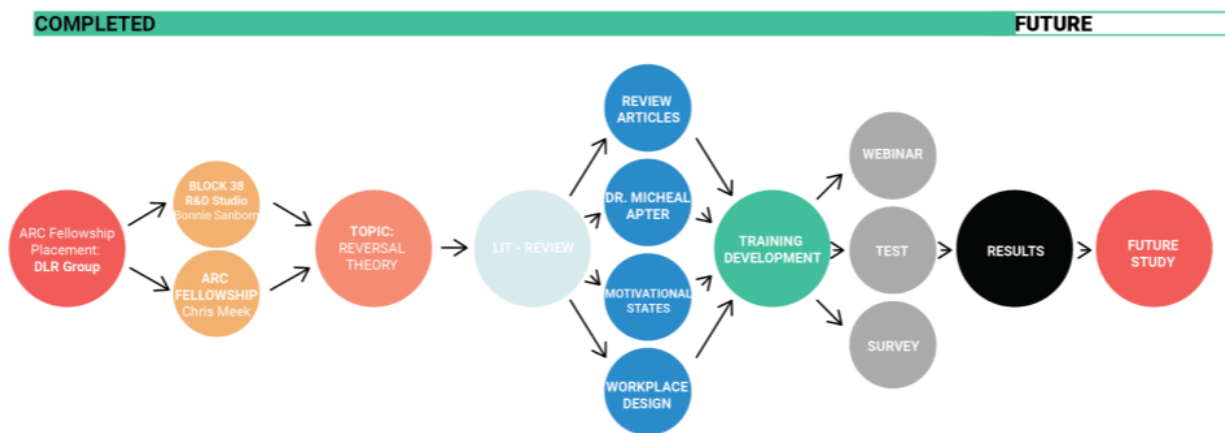 COMPLETED
FUTURE
ARC Fellowship
Placement:
DLR Group
BLOCK 38
R&D Studio
Bonnie Sanborn
ARC
FELLOWSHIP
Chris Meek
TOPIC:
REVERSAL
THEORY
LIT - REVIEW
REVIEW
ARTICLES
DR. MICHEAL
APTER
MOTIVATIONAL
STATES
WORKPLACE
DESIGN
TRAINING
DEVELOPMENT
WEBINAR
TEST
SURVEY
RESULTS
FUTURE
STUDY